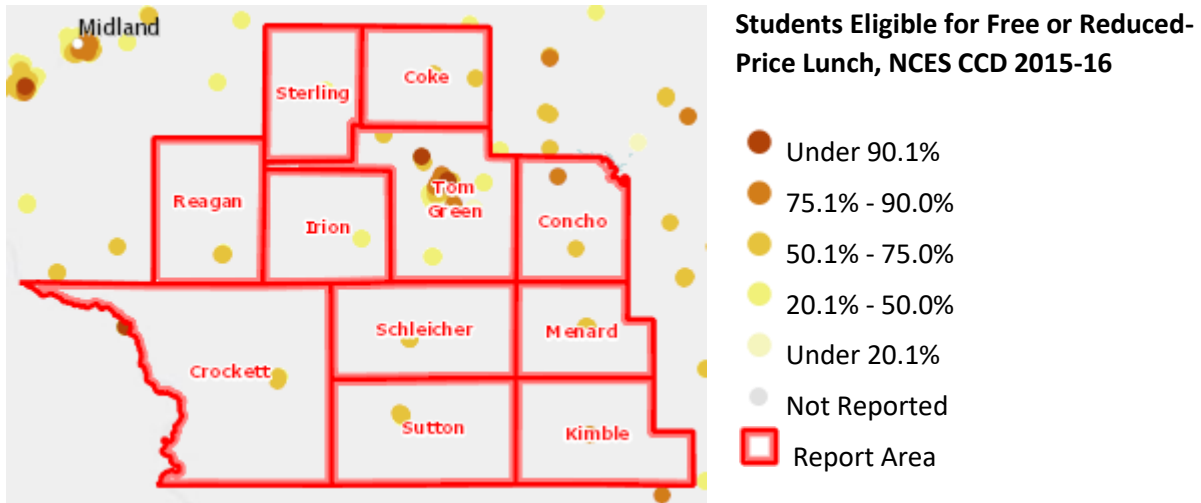 Midland
Sterling
Coke
Reagan
Irion
Tom
Green
Concho
Crockett
Schleicher
Menard
Sutton
Kimble
Students Eligible for Free or Reduced-
Price Lunch, NCES CCD 2015-16
Under 90.1%
75.1% - 90.0%
50.1% - 75.0%
20.1% - 50.0%
Under 20.1%
Not Reported
Report Area